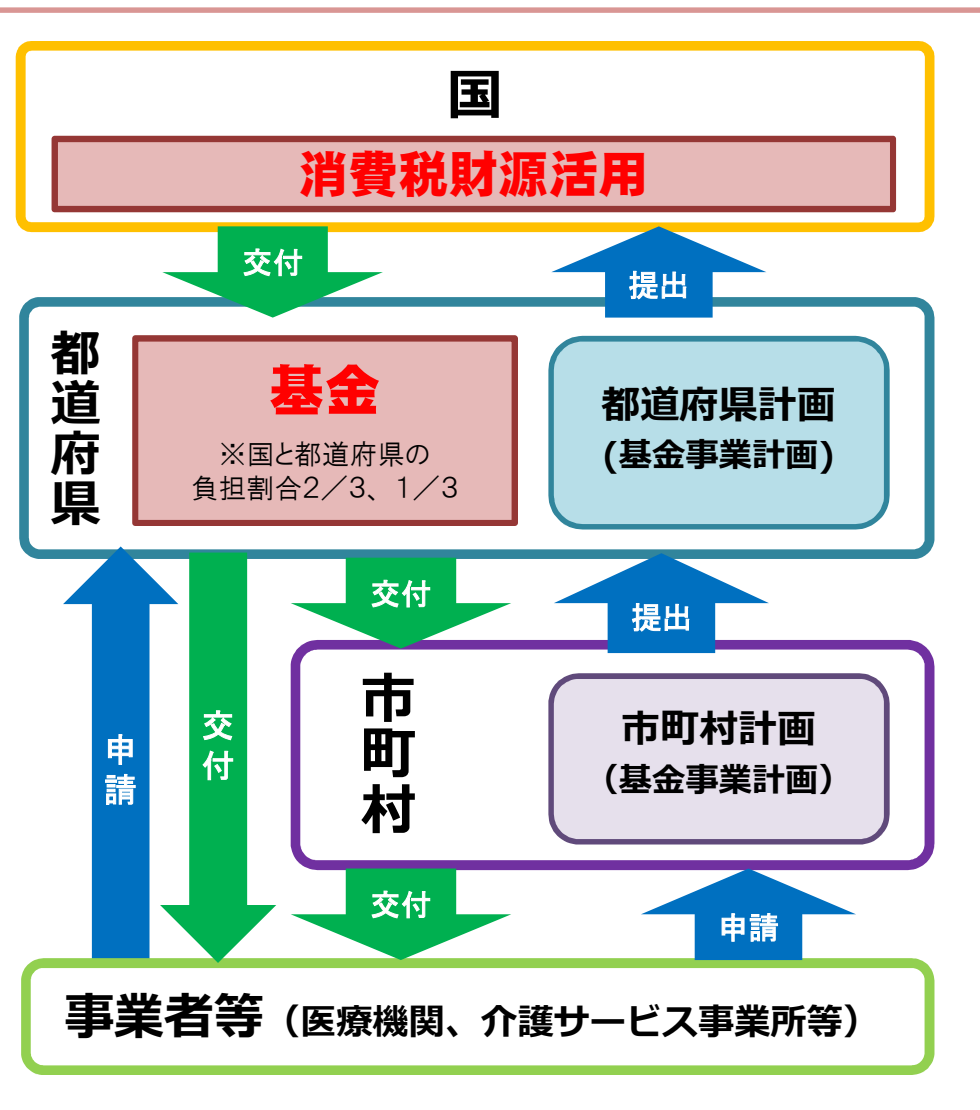 国
消費税財源活用
交付
提出
都道府県
基金
※国と都道府県の
負担割合2／3、1／3
都道府県計画
(基金事業計画)
交付
提出
申請
交付
市町村
市町村計画
（基金事業計画）
交付
申請
事業者等（医療機関、介護サービス事業所等）